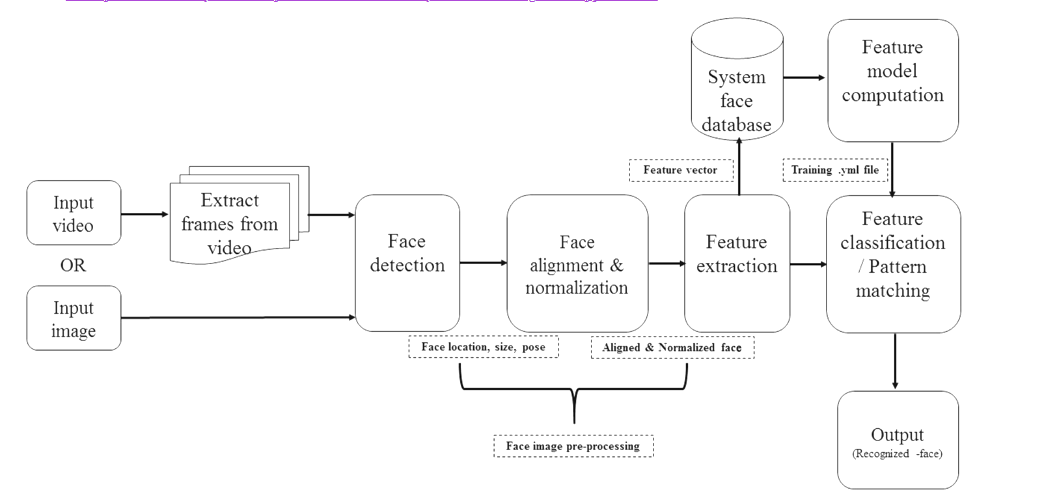 System
face
database
Feature
model
computation
Feature vector
Training .yml file
Input
video
Extract
frames from
video
OR
Input
image
Face
detection
Face
alignment &
normalization
Feature
extraction
Feature
classification
/ Pattern
matching
Face location, size, pose
Aligned & Normalized face
Face image pre-processing
Output
(Recognized -face)